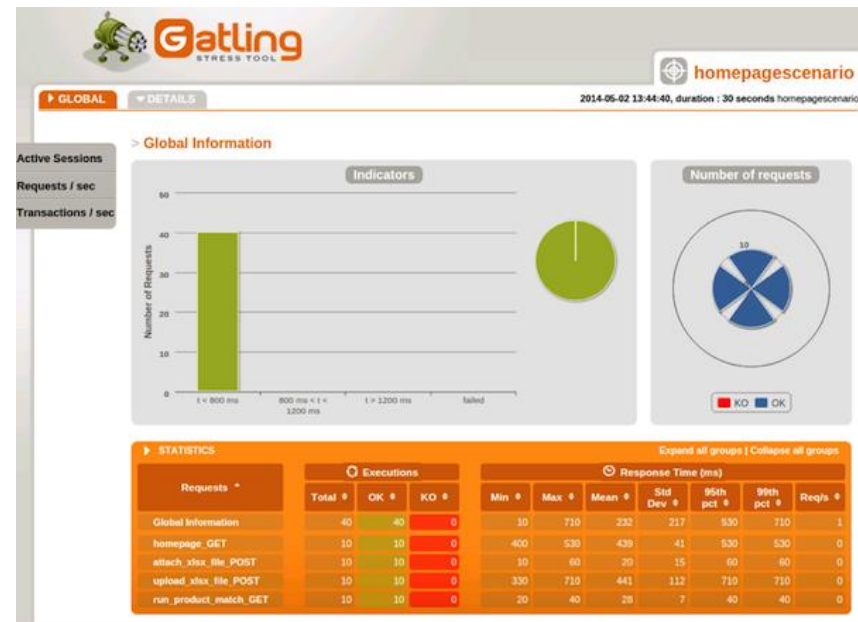 Gatling
STRESS TOOL
homepagescenario
GLOBAL
DETAILS
2014-05-02 13:44:40, duration : 30 seconds homepagescenario
> Global Information
Active Sessions
Requests / sec
Transactions / sec
Indicators
Number of Requests
50
40
30
20
10
0
t < 800 ms
800 ms < t < 1200 ms
t > 1200 ms
failed
Number of requests
10
KO OK
STATISTICS
Expand all groups | Collapse all groups
Requests
Executions
Response Time (ms)
Total OK KO Min Max Mean Std Dev 95th pct 99th pct Req/s
Global Information 40 40 0 10 710 232 217 530 710 1
homepage_GET 10 10 0 400 530 439 41 530 530 0
attach_xlsx_file_POST 10 10 0 10 60 20 15 60 60 0
upload_xlsx_file_POST 10 10 0 330 710 441 112 710 710 0
run_product_match_GET 10 10 0 20 40 28 7 40 40 0